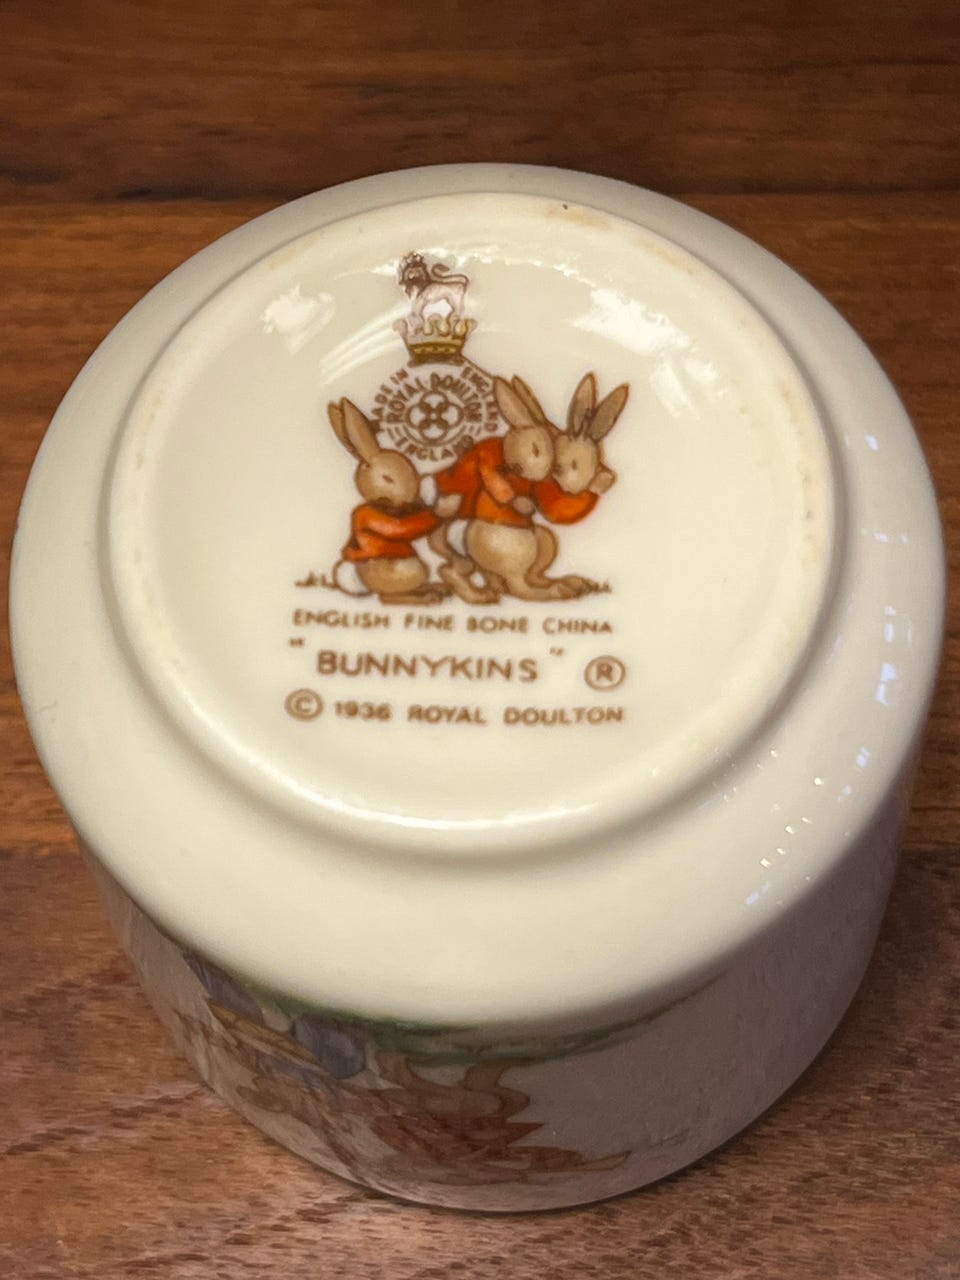 MADE IN ENGLAND
ROYAL DOULTON
ENGLAND
ENGLISH FINE BONE CHINA
"BUNNYKINS" ®
© 1936 ROYAL DOULTON